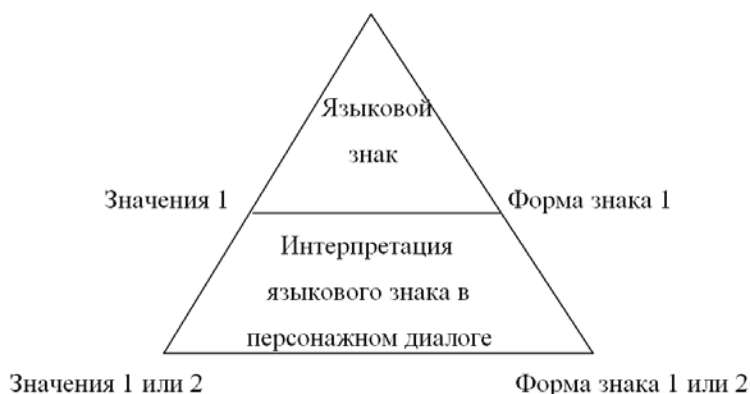 Языковой
знак
Значения 1
Форма знака 1
Интерпретация
языкового знака в
персонажном диалоге
Значения 1 или 2
Форма знака 1 или 2